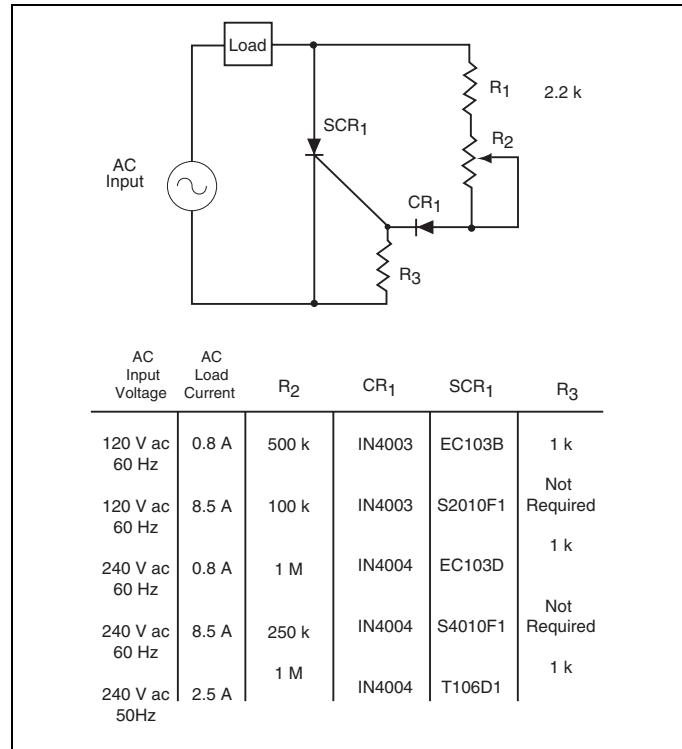 Load
R1
2.2 k
SCR1
R2
AC
Input
CR1
R3
AC
Input
Voltage
AC
Load
Current
R2
CR1
SCR1
R3
120 V ac
60 Hz
0.8 A
500 k
IN4003
EC103B
1 k
120 V ac
60 Hz
8.5 A
100 k
IN4003
S2010F1
Not
Required
240 V ac
60 Hz
0.8 A
1 M
IN4004
EC103D
1 k
240 V ac
60 Hz
8.5 A
250 k
IN4004
S4010F1
Not
Required
240 V ac
50Hz
2.5 A
1 M
IN4004
T106D1
1 k